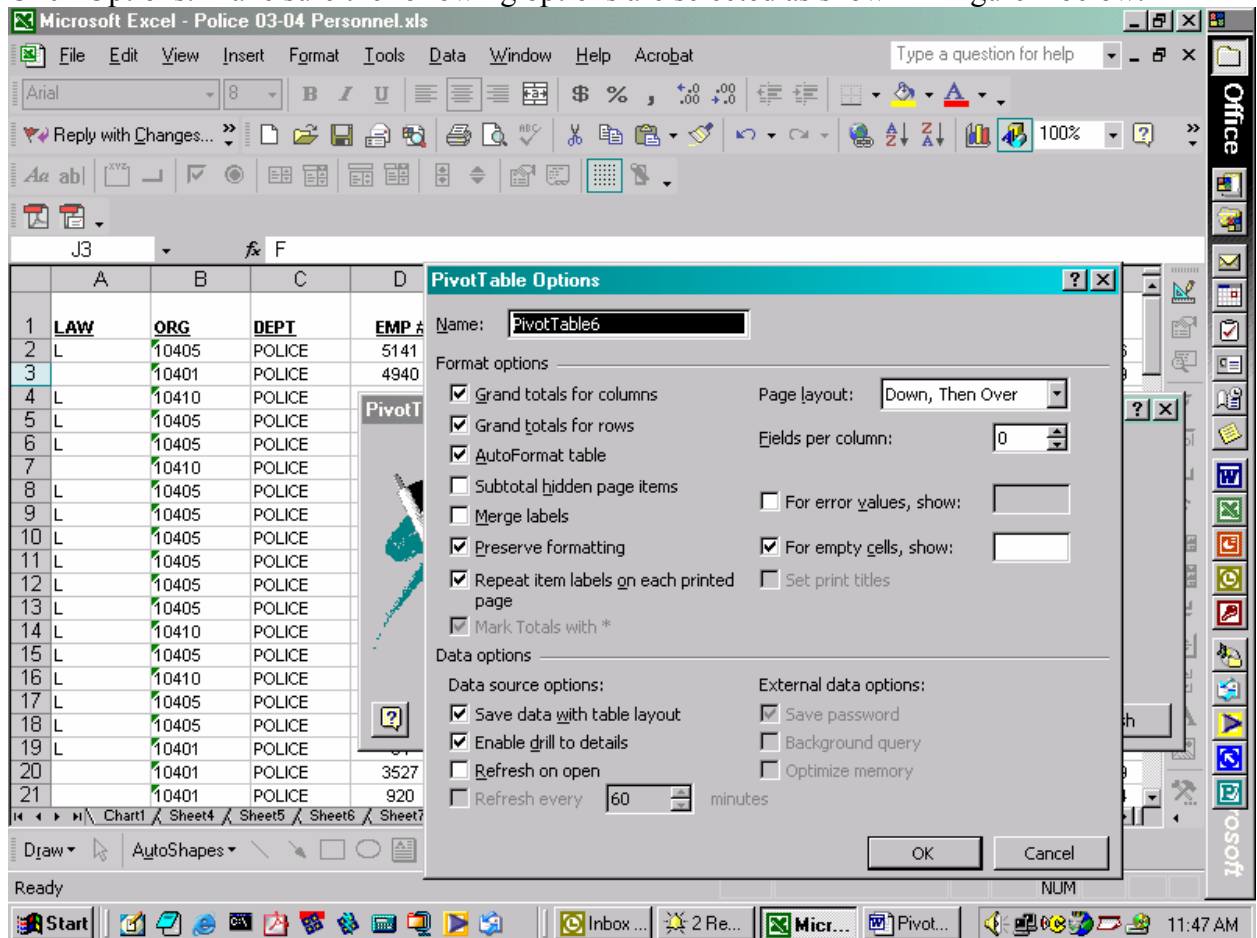 Microsoft Excel - Police 03-04 Personnel.xls
File Edit View Insert Format Tools Data Window Help Acrobat Type a question for help
Arial 8 B I U $ % ,
Reply with Changes... 100%
Aa ab|
J3 fx F
A B C D
1 LAW ORG DEPT EMP #
2 L 10405 POLICE 5141
3 10401 POLICE 4940
4 L 10410 POLICE
5 L 10405 POLICE
6 L 10405 POLICE
7 10410 POLICE
8 L 10405 POLICE
9 L 10405 POLICE
10 L 10405 POLICE
11 L 10405 POLICE
12 L 10405 POLICE
13 L 10405 POLICE
14 L 10410 POLICE
15 L 10405 POLICE
16 L 10410 POLICE
17 L 10405 POLICE
18 L 10405 POLICE
19 L 10401 POLICE
20 10401 POLICE 3527
21 10401 POLICE 920
PivotT
PivotTable Options
Name: PivotTable6
Format options
Grand totals for columns
Grand totals for rows
AutoFormat table
Subtotal hidden page items
Merge labels
Preserve formatting
Repeat item labels on each printed
page
Mark Totals with *
Page layout: Down, Then Over
Fields per column: 0
For error values, show:
For empty cells, show:
Set print titles
Data options
Data source options:
Save data with table layout
Enable drill to details
Refresh on open
Refresh every 60 minutes
External data options:
Save password
Background query
Optimize memory
OK Cancel
Chart1 Sheet4 Sheet5 Sheet6 Sheet7
Draw AutoShapes
Ready NUM
Start Inbox ... 2 Re... Micr... Pivot... 11:47 AM
Office